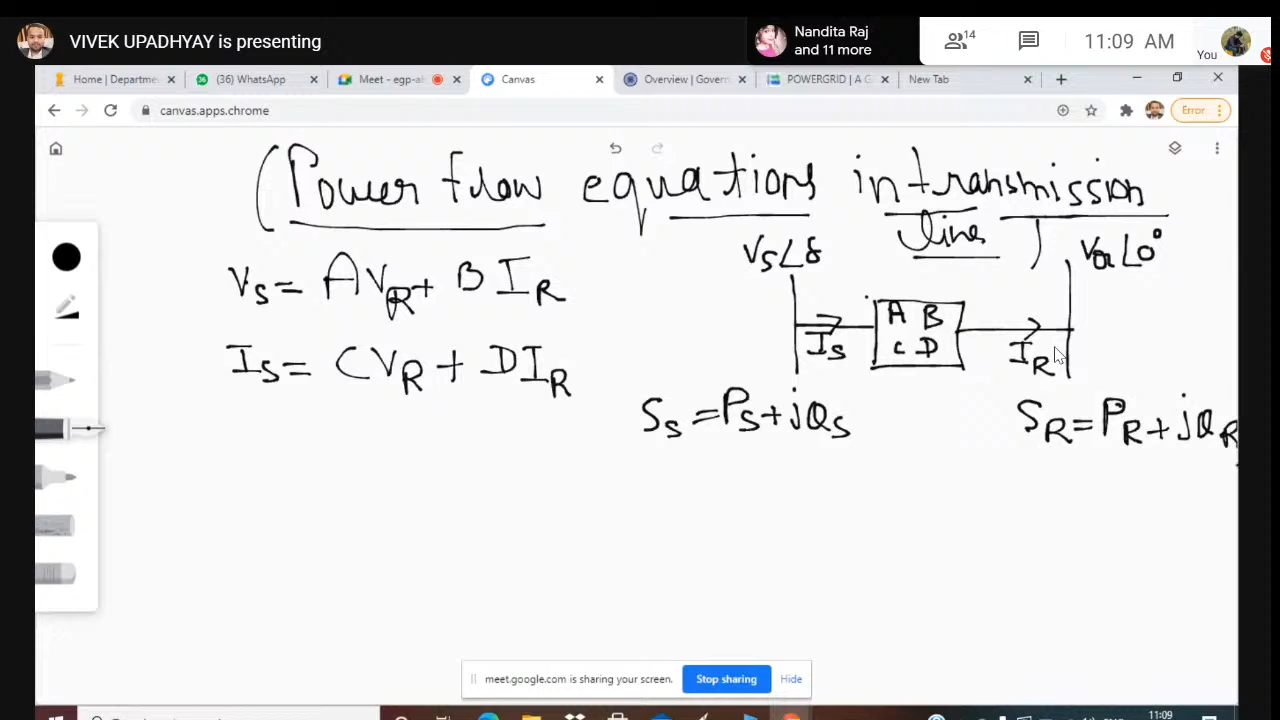 VIVEK UPADHYAY is presenting
Nandita Raj
and 11 more
14
11:09 AM
You
Home | Departme
(36) WhatsApp
Meet - egp-al
Canvas
Overview | Govern
POWERGRID | A G
New Tab
canvas.apps.chrome
Error
(Power flow equations in transmission
line)
Vs∠δ
VR∠0°
Vs= AVR+ BIR
A B
C D
Is
IR
Is= CVR + DIR
Ss =Ps+jQs
SR=PR+jQR
meet.google.com is sharing your screen.
Stop sharing
Hide
11:09